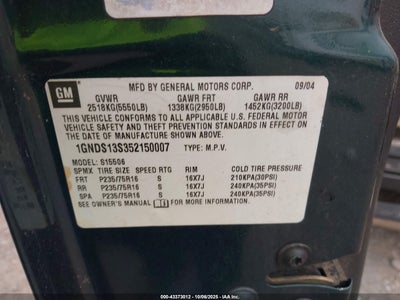 GM
MFD BY GENERAL MOTORS CORP. 09/04
GVWR GAWR FRT GAWR RR
2518KG(5550LB) 1338KG(2950LB) 1452KG(3200LB)
THIS VEHICLE CONFORMS TO ALL APPLICABLE U.S. FEDERAL MOTOR
VEHICLE SAFETY AND THEFT PREVENTION STANDARDS IN EFFECT ON
THE DATE OF MANUFACTURE SHOWN ABOVE.
1GNDS13S352150007 TYPE: M.P.V.
MODEL: S15506
SPMX TIRE SIZE SPEED RTG RIM COLD TIRE PRESSURE
FRT P235/75R16 S 16X7J 210KPA(30PSI)
RR P235/75R16 S 16X7J 240KPA(35PSI)
SPA P235/75R16 S 16X7J 240KPA(35PSI)
SEE OWNER'S MANUAL FOR MORE INFORMATION
© IAA - 43373012 - 10/06/2025 - WWW.IAAI.COM